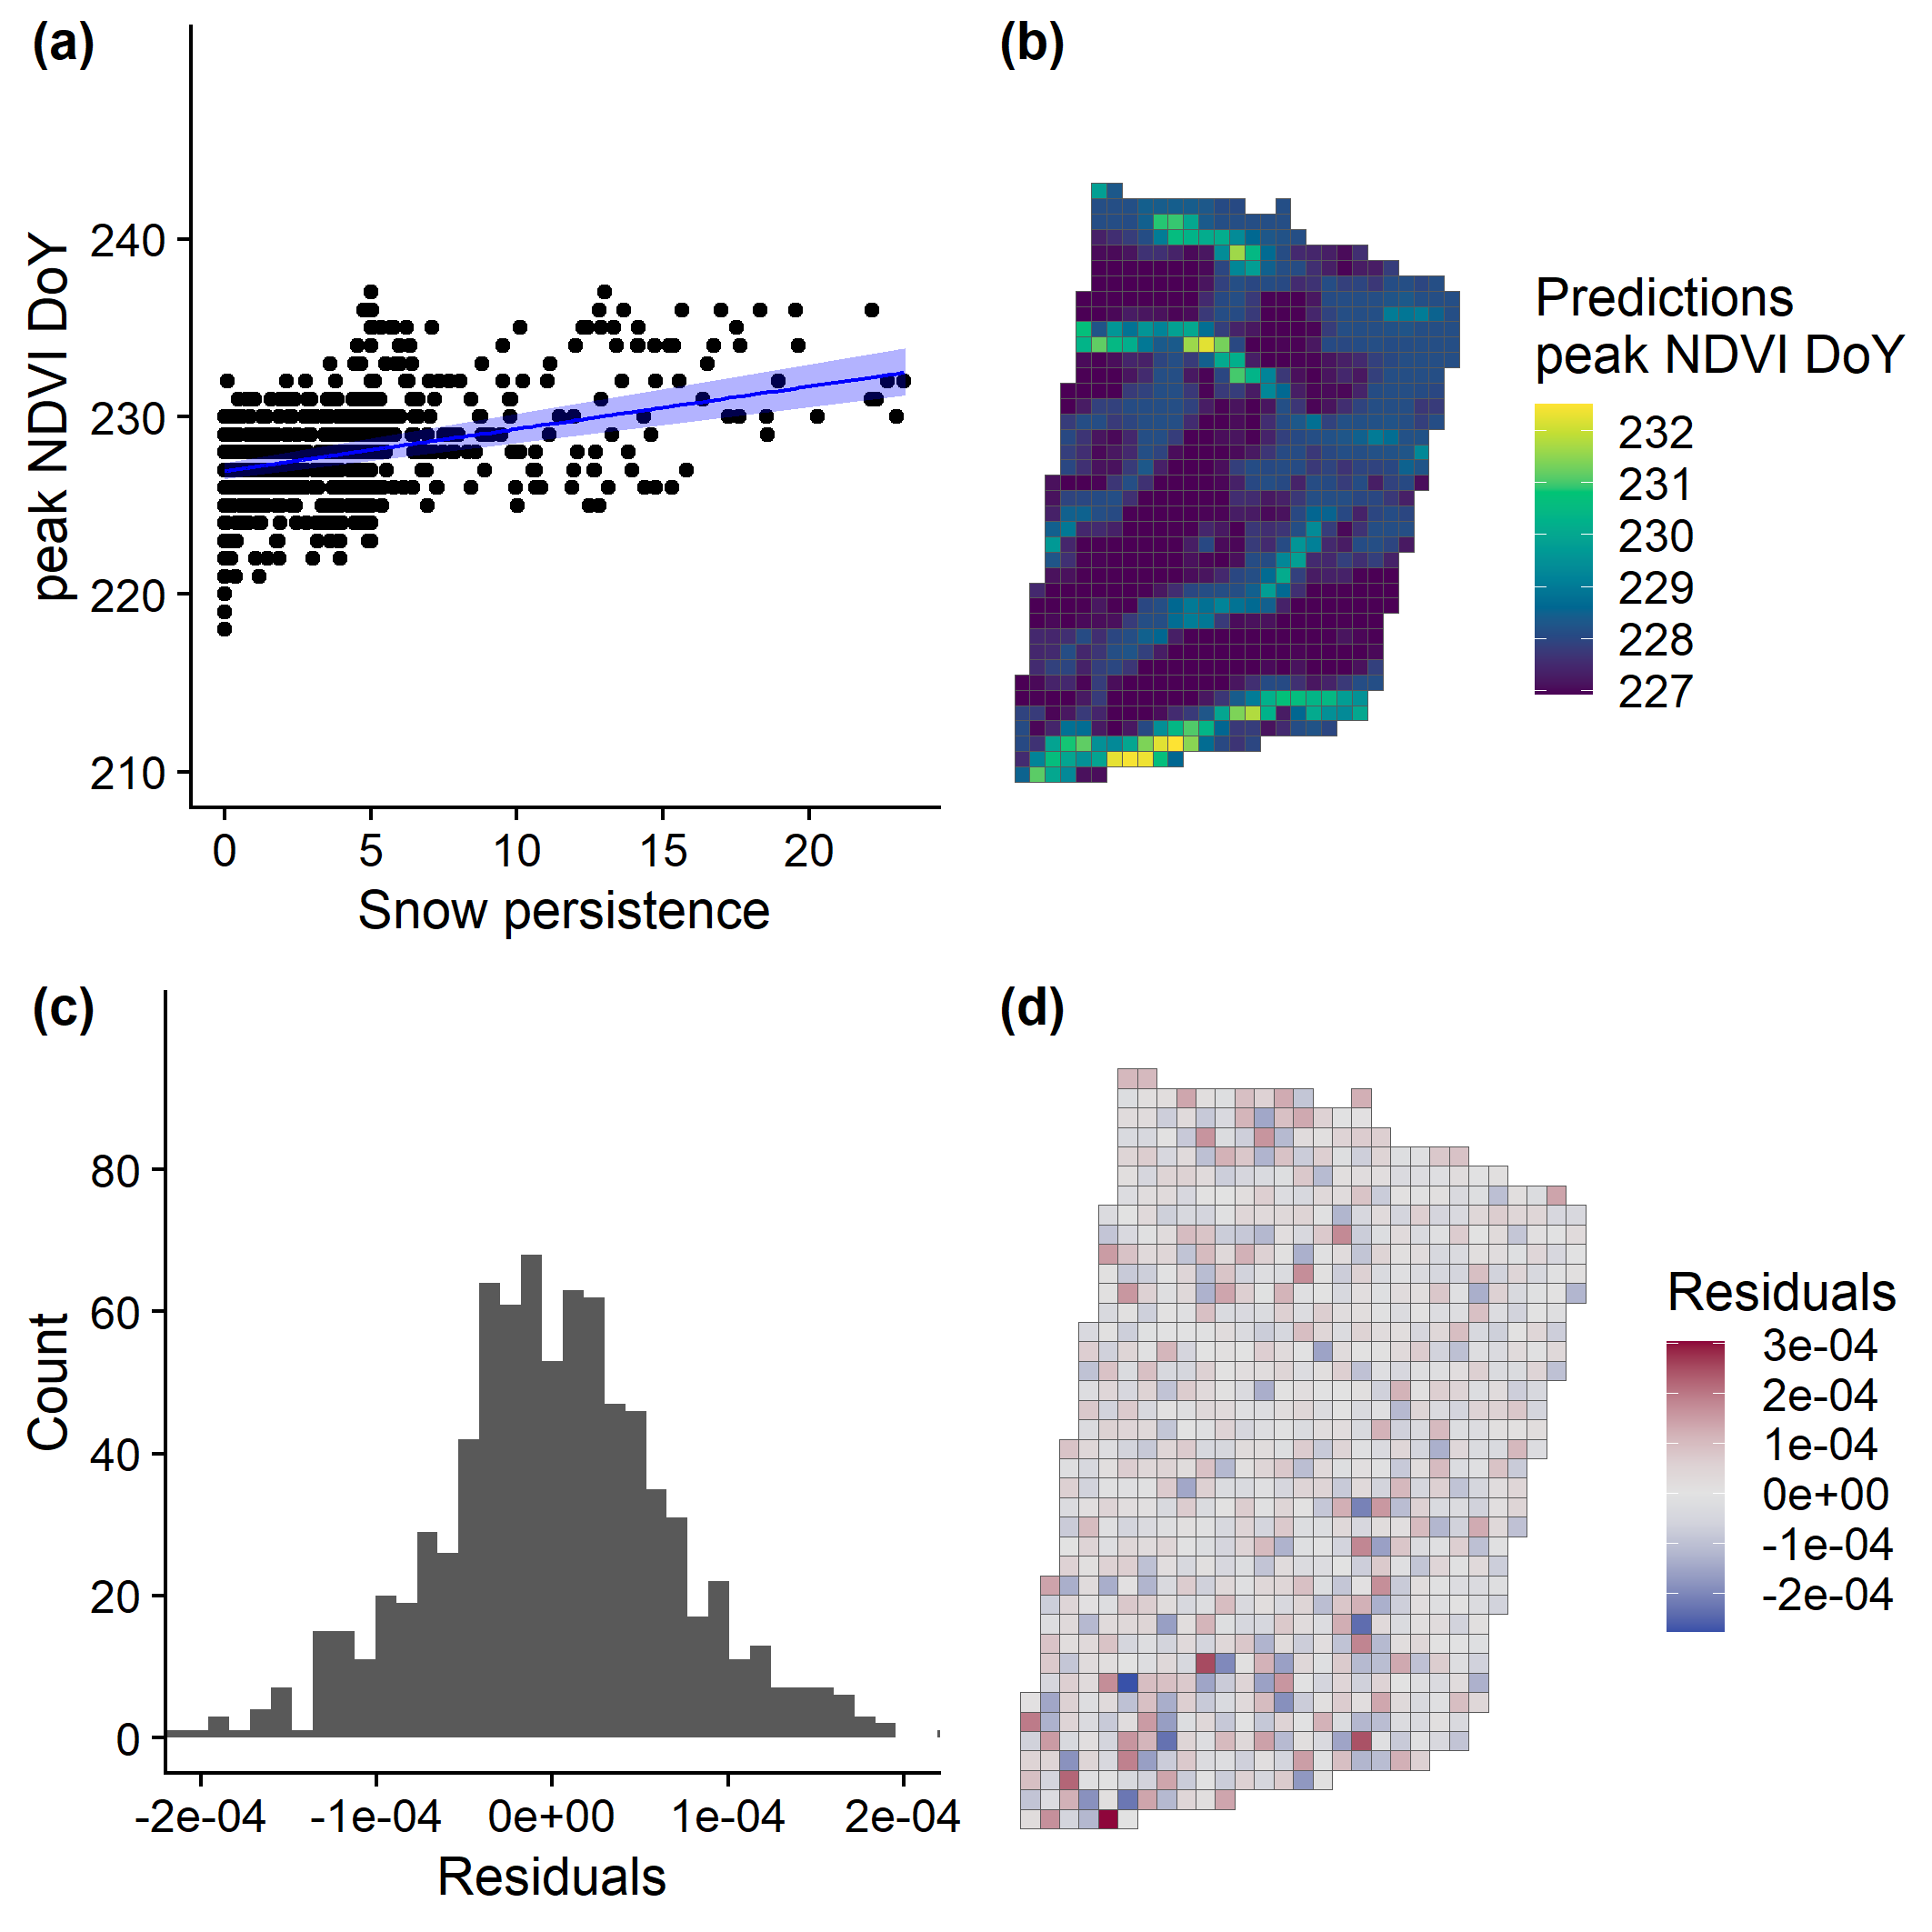 (a)
peak NDVI DoY
240
230
220
210
0 5 10 15 20
Snow persistence
(b)
Predictions
peak NDVI DoY
232
231
230
229
228
227
(c)
Count
80
60
40
20
0
-2e-04 -1e-04 0e+00 1e-04 2e-04
Residuals
(d)
Residuals
3e-04
2e-04
1e-04
0e+00
-1e-04
-2e-04